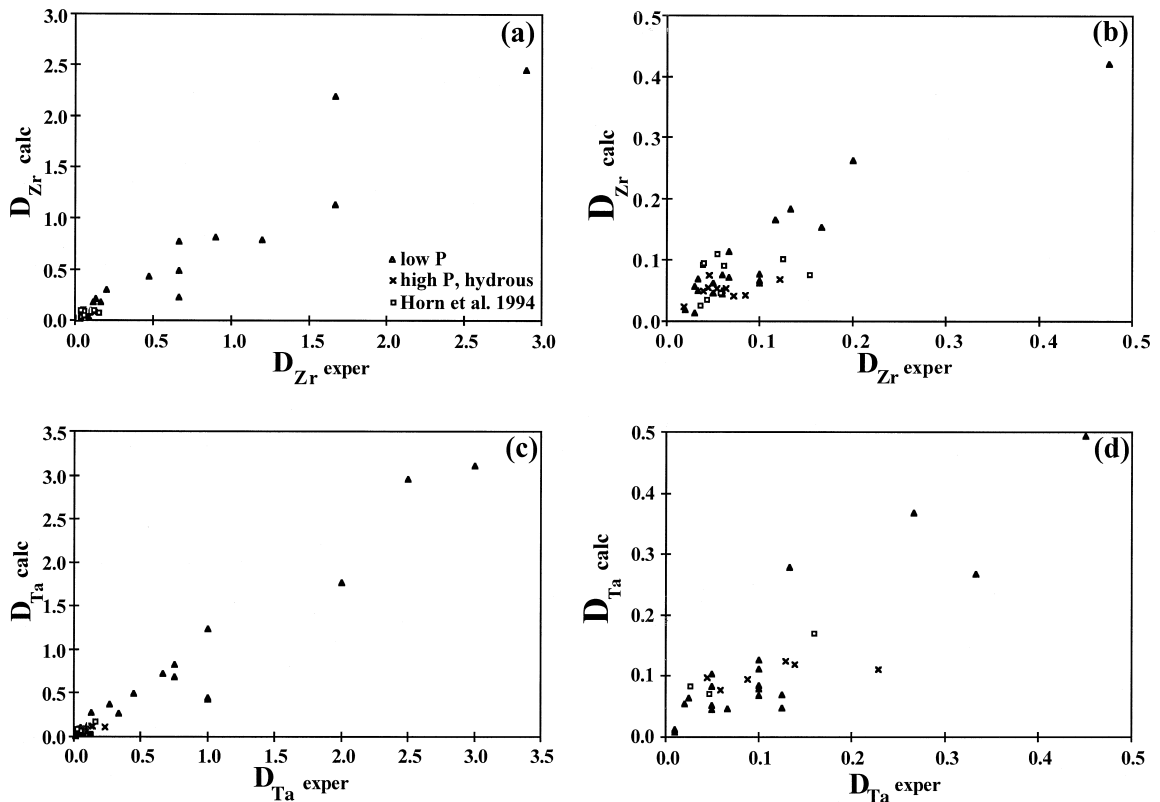 (a)
3.0
2.5
2.0
1.5
1.0
0.5
0.0
D Zr calc
low P
high P, hydrous
Horn et al. 1994
0.0 0.5 1.0 1.5 2.0 2.5 3.0
D Zr exper
(b)
0.5
0.4
0.3
0.2
0.1
0.0
D Zr calc
0.0 0.1 0.2 0.3 0.4 0.5
D Zr exper
(c)
3.5
3.0
2.5
2.0
1.5
1.0
0.5
0.0
D Ta calc
0.0 0.5 1.0 1.5 2.0 2.5 3.0 3.5
D Ta exper
(d)
0.5
0.4
0.3
0.2
0.1
0.0
D Ta calc
0.0 0.1 0.2 0.3 0.4 0.5
D Ta exper